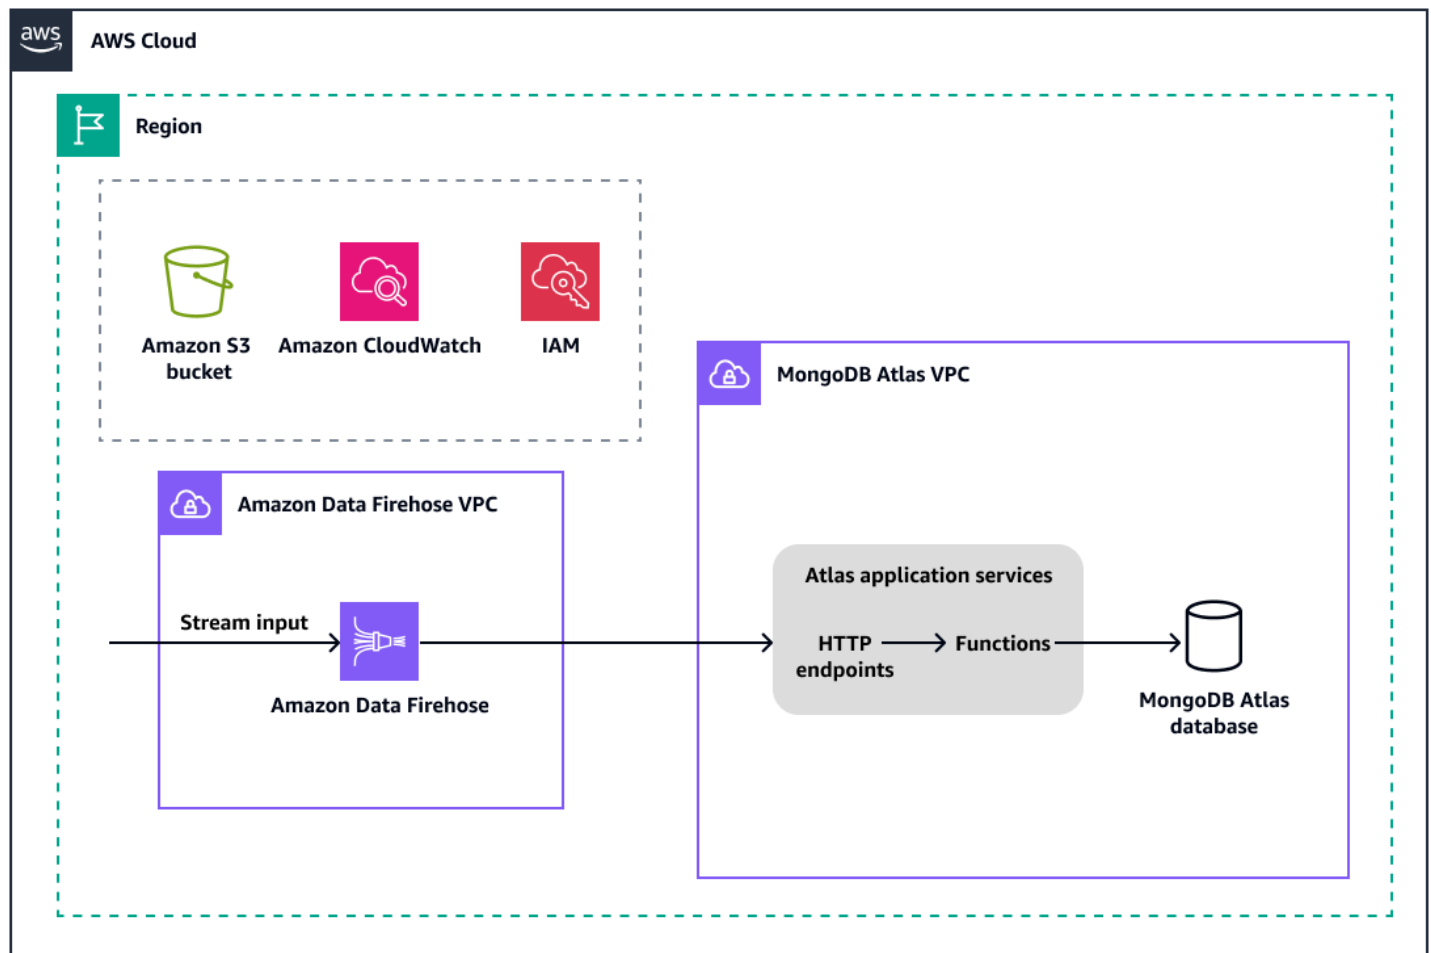 aws
AWS Cloud
Region
Amazon S3
bucket
Amazon CloudWatch
IAM
MongoDB Atlas VPC
Amazon Data Firehose VPC
Atlas application services
Stream input
HTTP
endpoints
Functions
Amazon Data Firehose
MongoDB Atlas
database